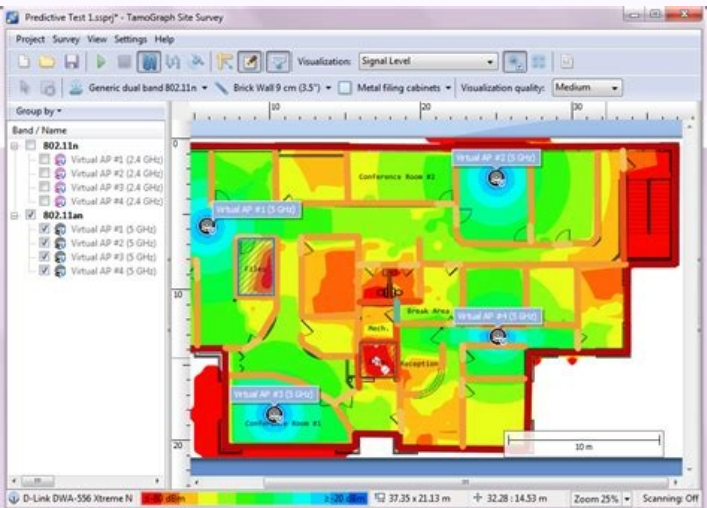 Predictive Test 1.ssprj* - TamoGraph Site Survey
Project Survey View Settings Help
Visualization: Signal Level
Generic dual band 802.11n Brick Wall 9 cm (3.5") Metal filing cabinets Visualization quality: Medium
Group by
Band / Name
802.11n
Virtual AP #1 (2.4 GHz)
Virtual AP #2 (2.4 GHz)
Virtual AP #3 (2.4 GHz)
Virtual AP #4 (2.4 GHz)
802.11an
Virtual AP #1 (5 GHz)
Virtual AP #2 (5 GHz)
Virtual AP #3 (5 GHz)
Virtual AP #4 (5 GHz)
10 20 30
0
10
20
Virtual AP #2 (5 GHz)
Conference Room #2
Virtual AP #1 (5 GHz)
Files
Break Area
Virtual AP #4 (5 GHz)
Mech.
Reception
Virtual AP #3 (5 GHz)
Conference Room #1
10 m
D-Link DWA-556 Xtreme N ≤-90 dBm ≥-20 dBm 37.35 x 21.13 m 32.28 : 14.53 m Zoom 25% Scanning: Off